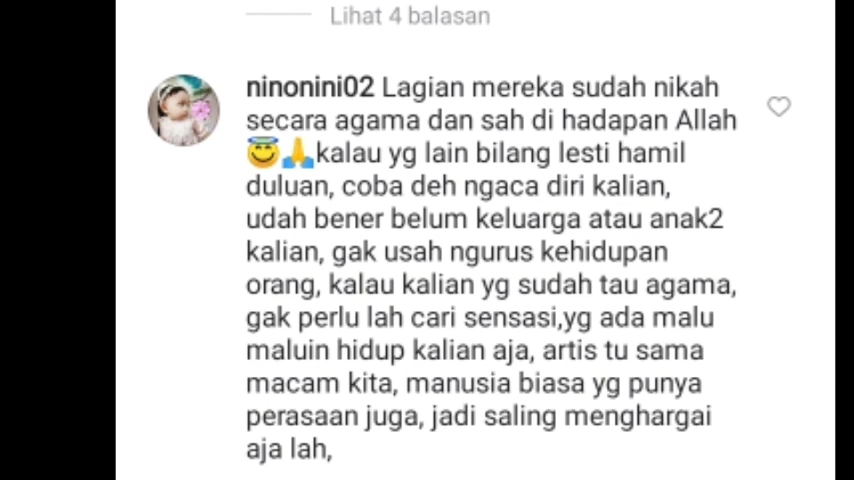 Lihat 4 balasan
ninonini02 Lagian mereka sudah nikah
secara agama dan sah di hadapan Allah
😇🙏kalau yg lain bilang lesti hamil
duluan, coba deh ngaca diri kalian,
udah bener belum keluarga atau anak2
kalian, gak usah ngurus kehidupan
orang, kalau kalian yg sudah tau agama,
gak perlu lah cari sensasi,yg ada malu
maluin hidup kalian aja, artis tu sama
macam kita, manusia biasa yg punya
perasaan juga, jadi saling menghargai
aja lah,